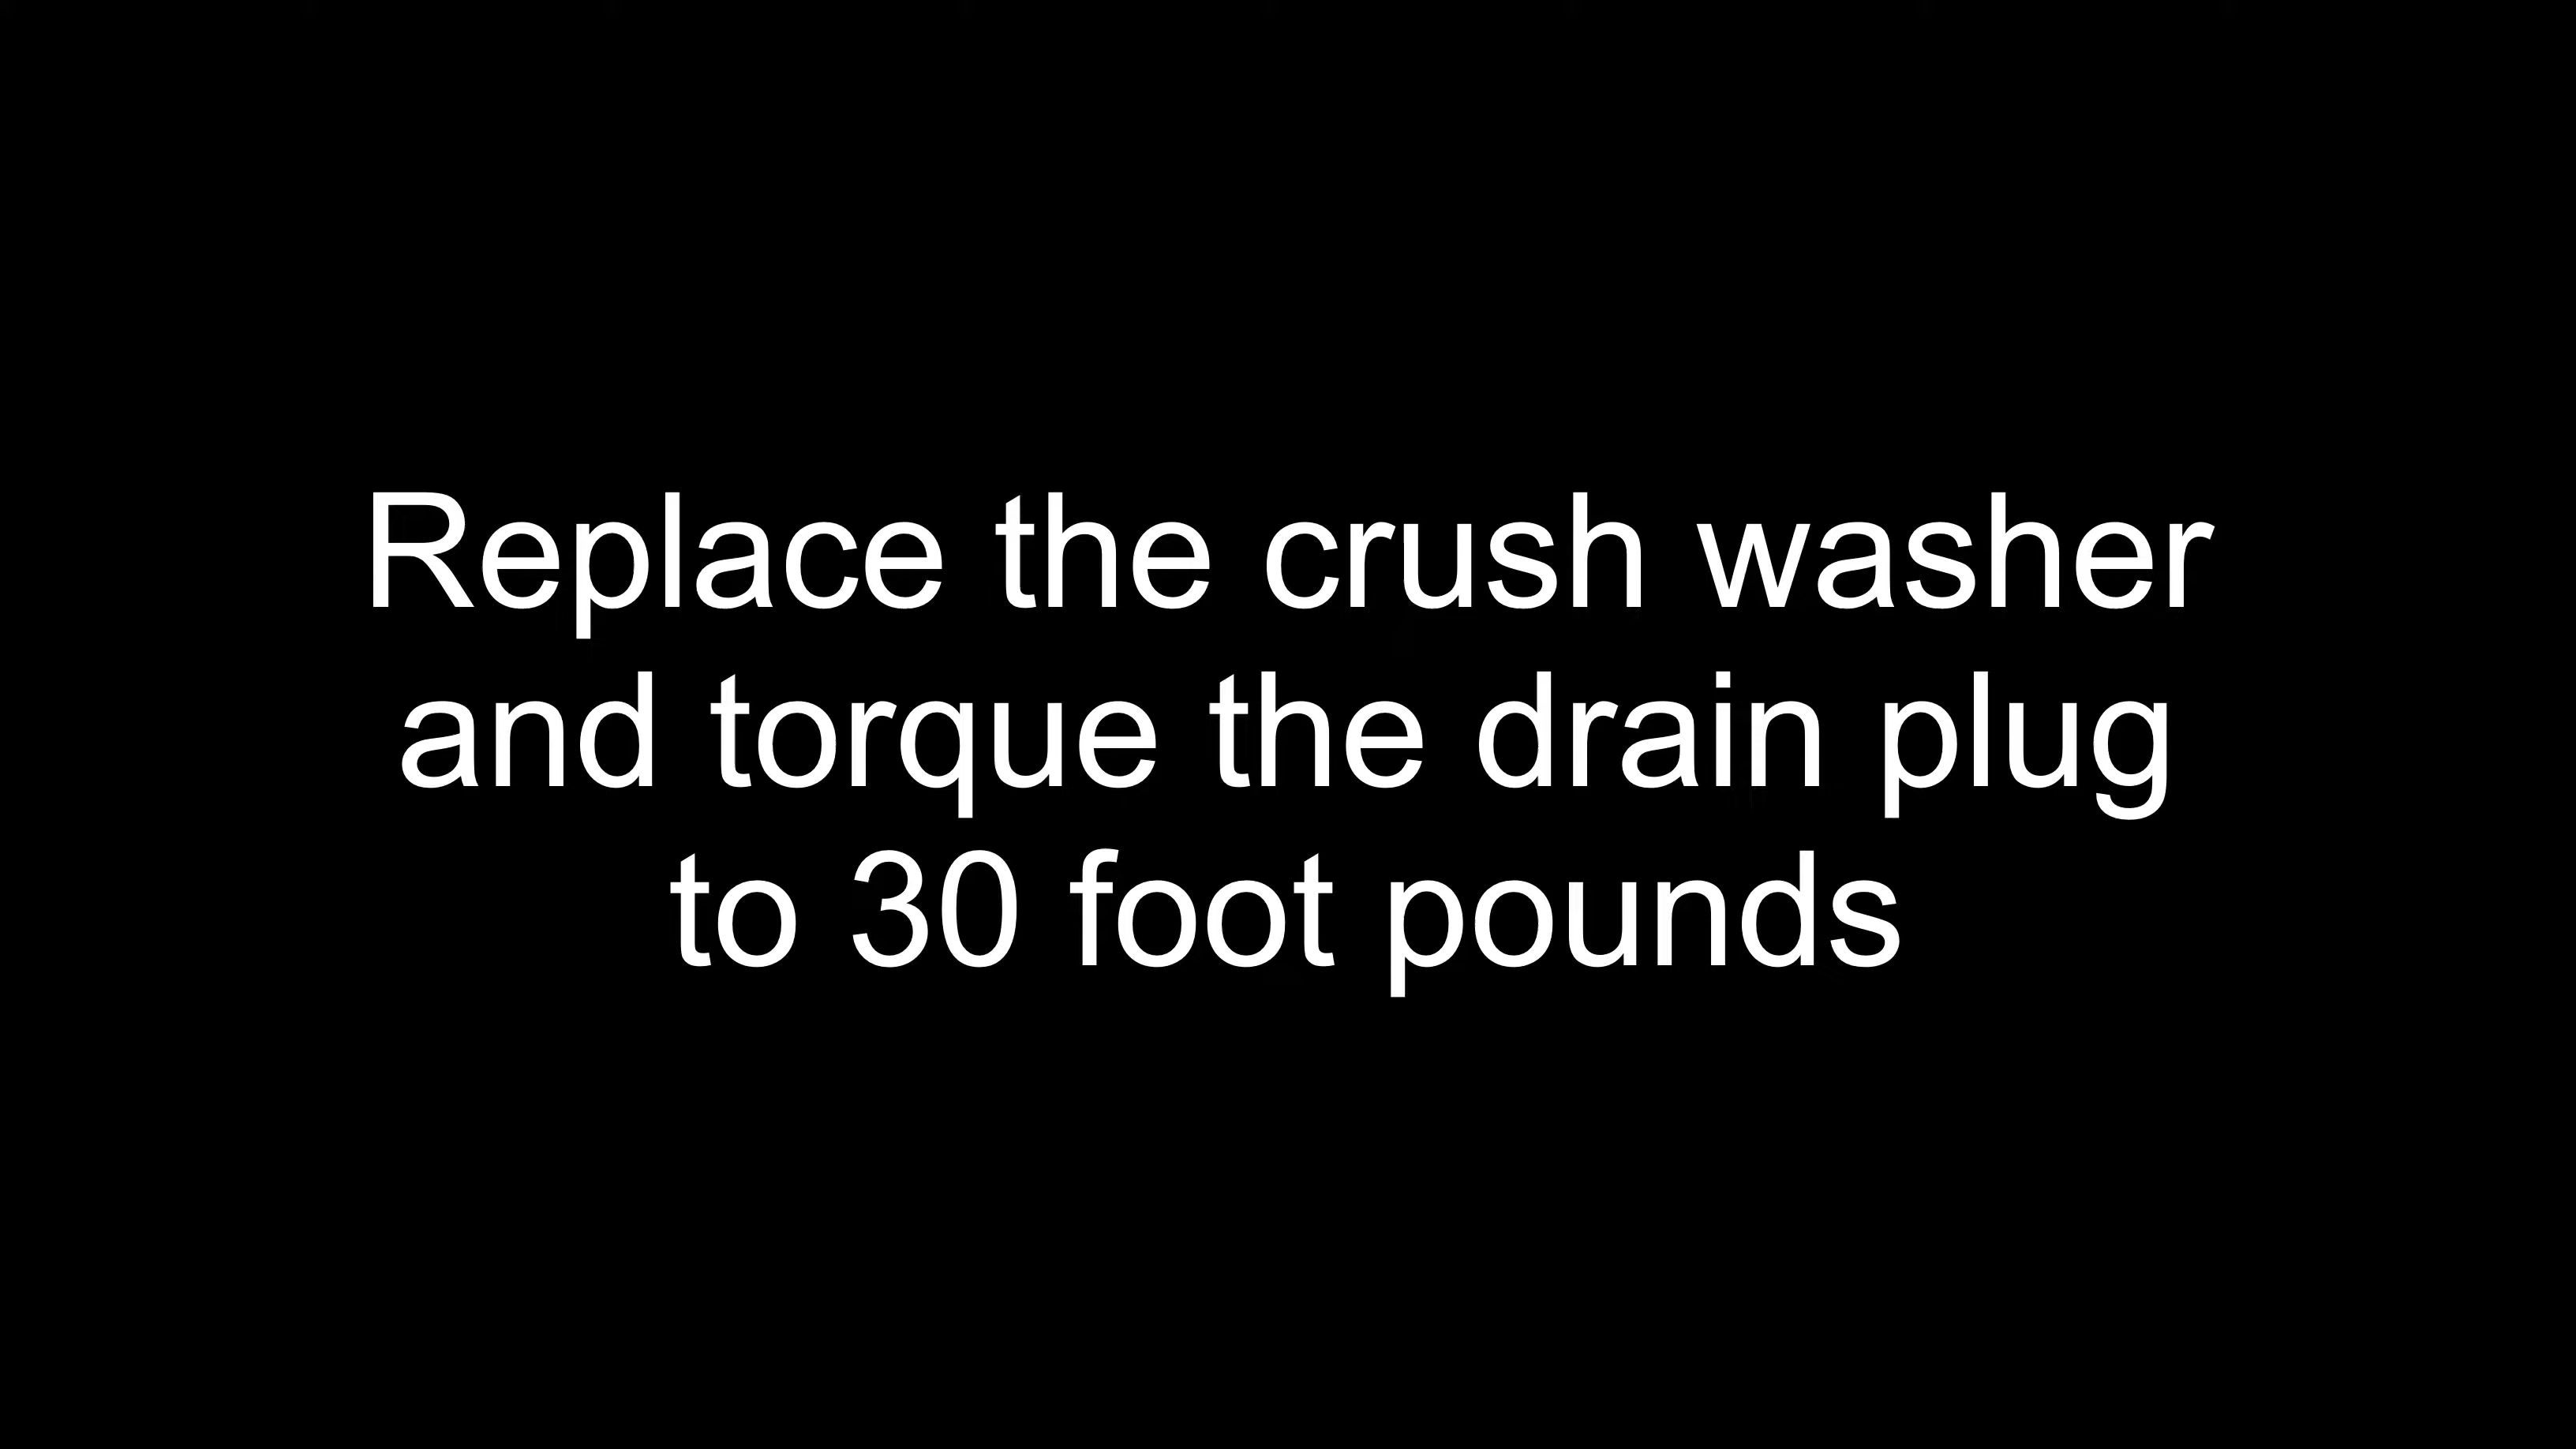 Replace the crush washer
and torque the drain plug
to 30 foot pounds